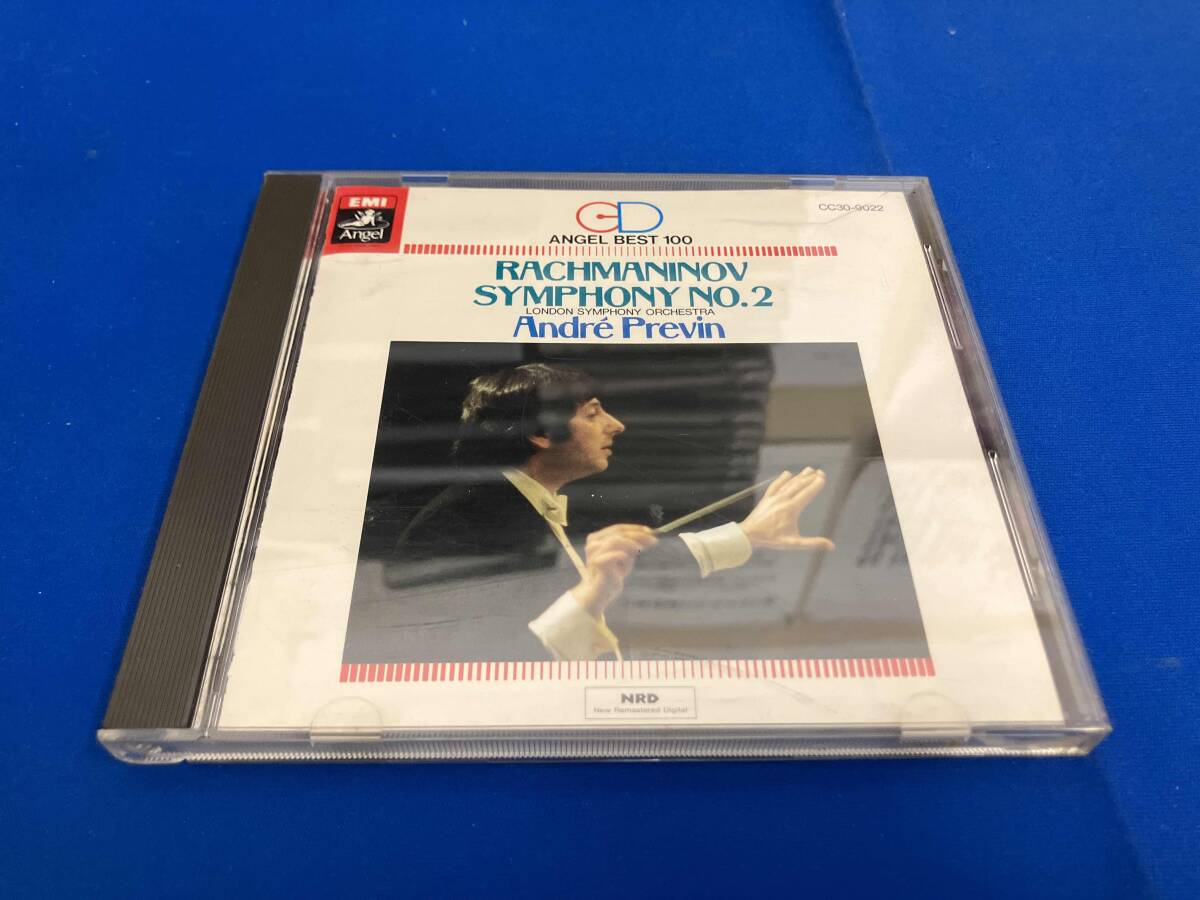 EMI
Angel
CD
ANGEL BEST 100
CC30-9022
RACHMANINOV
SYMPHONY NO.2
LONDON SYMPHONY ORCHESTRA
André Previn
NRD
New Remastered Digital